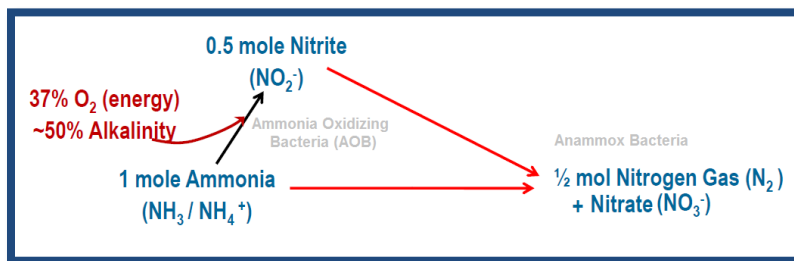 0.5 mole Nitrite
(NO₂⁻)
37% O₂ (energy)
~50% Alkalinity
Ammonia Oxidizing
Bacteria (AOB)
Anammox Bacteria
1 mole Ammonia
(NH₃ / NH₄⁺)
½ mol Nitrogen Gas (N₂)
+ Nitrate (NO₃⁻)